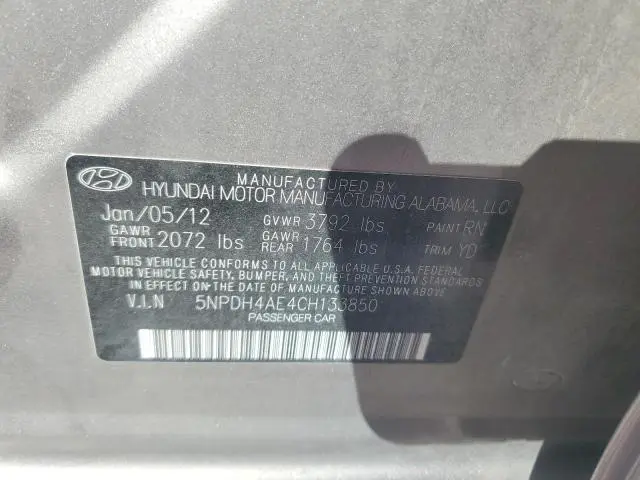 MANUFACTURED BY
HYUNDAI MOTOR MANUFACTURING ALABAMA, LLC
Jan/05/12 GVWR 3792 lbs PAINT RN
GAWR FRONT 2072 lbs GAWR REAR 1764 lbs TRIM YD
THIS VEHICLE CONFORMS TO ALL APPLICABLE U.S.A. FEDERAL
MOTOR VEHICLE SAFETY, BUMPER, AND THEFT PREVENTION STANDARDS
IN EFFECT ON THE DATE OF MANUFACTURE SHOWN ABOVE.
V.I.N 5NPDH4AE4CH133850
PASSENGER CAR